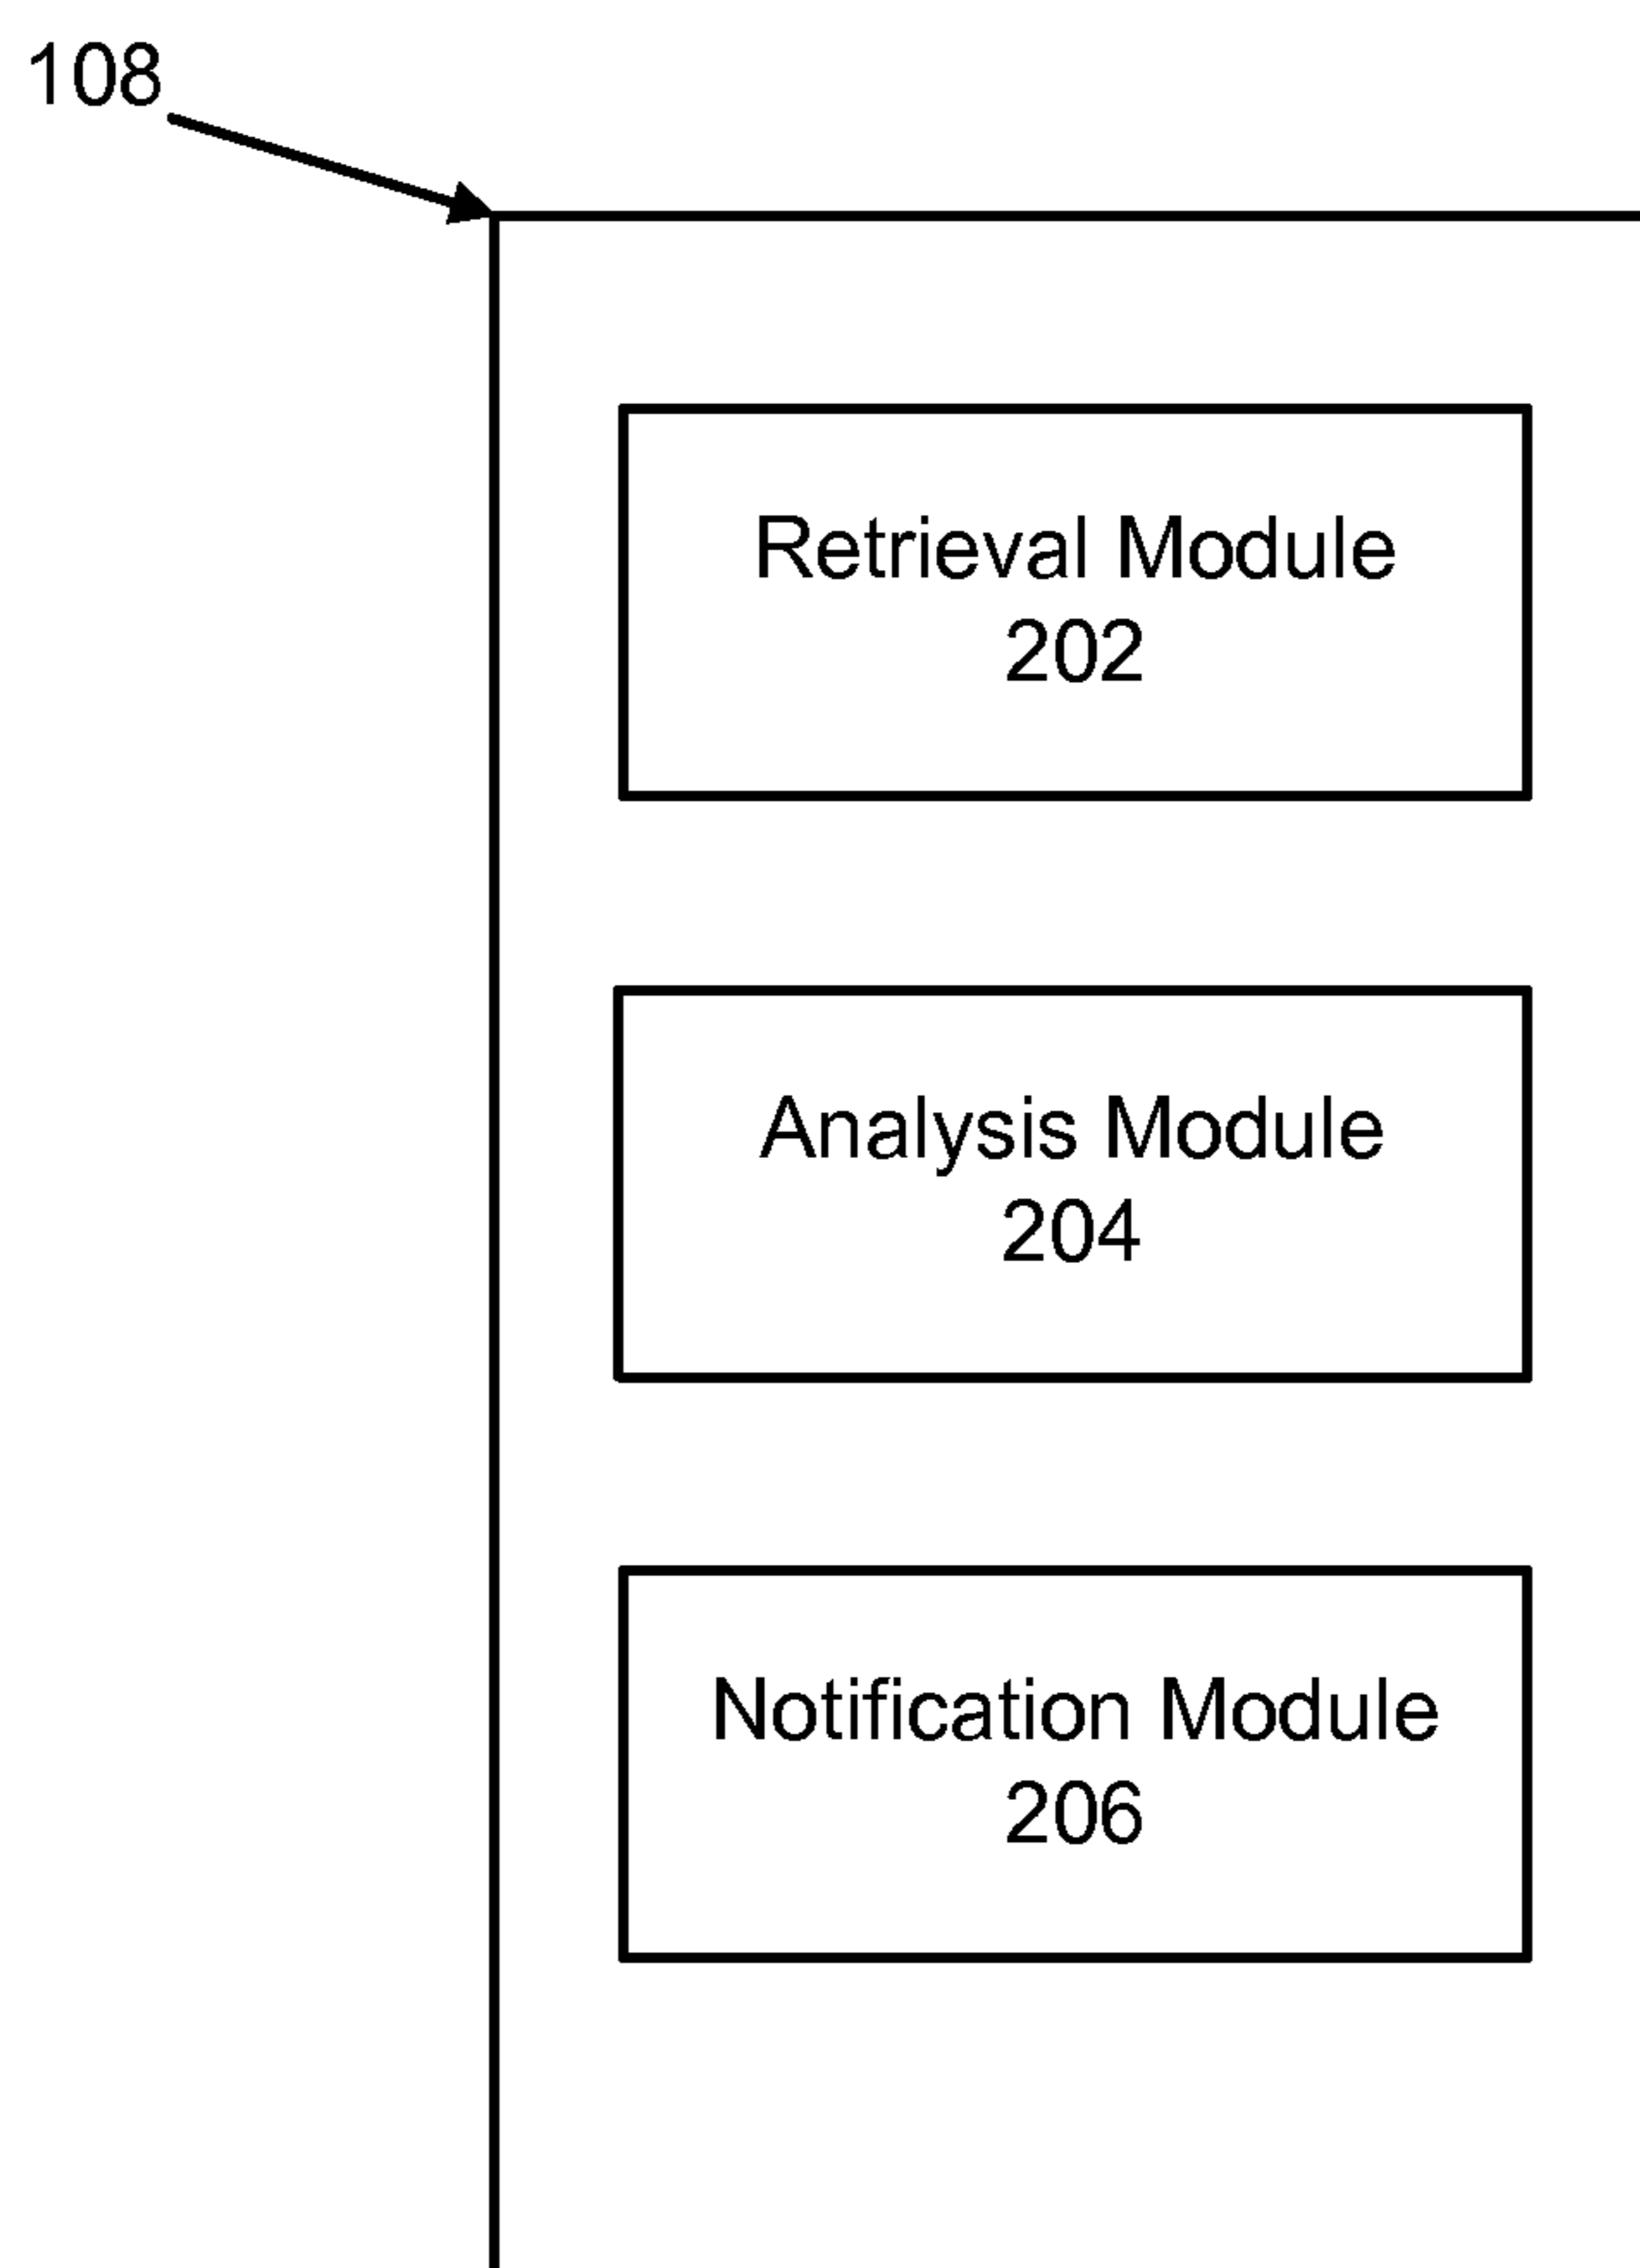 108
Retrieval Module
202
Analysis Module
204
Notification Module
206